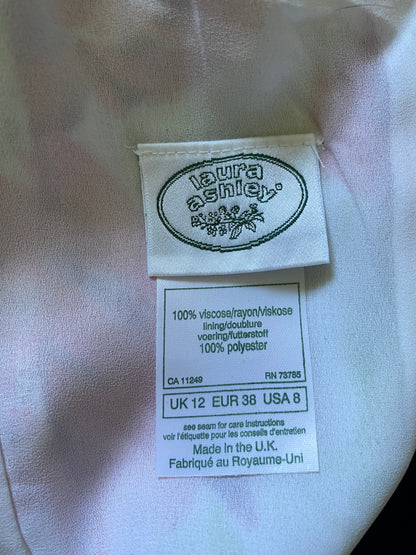 laura
ashley®
100% viscose/rayon/viskose
lining/doublure
voering/futterstoff
100% polyester
CA 11249 RN 73785
UK 12 EUR 38 USA 8
see seam for care instructions
voir l'étiquette pour les conseils d'entretien
Made in the U.K.
Fabriqué au Royaume-Uni